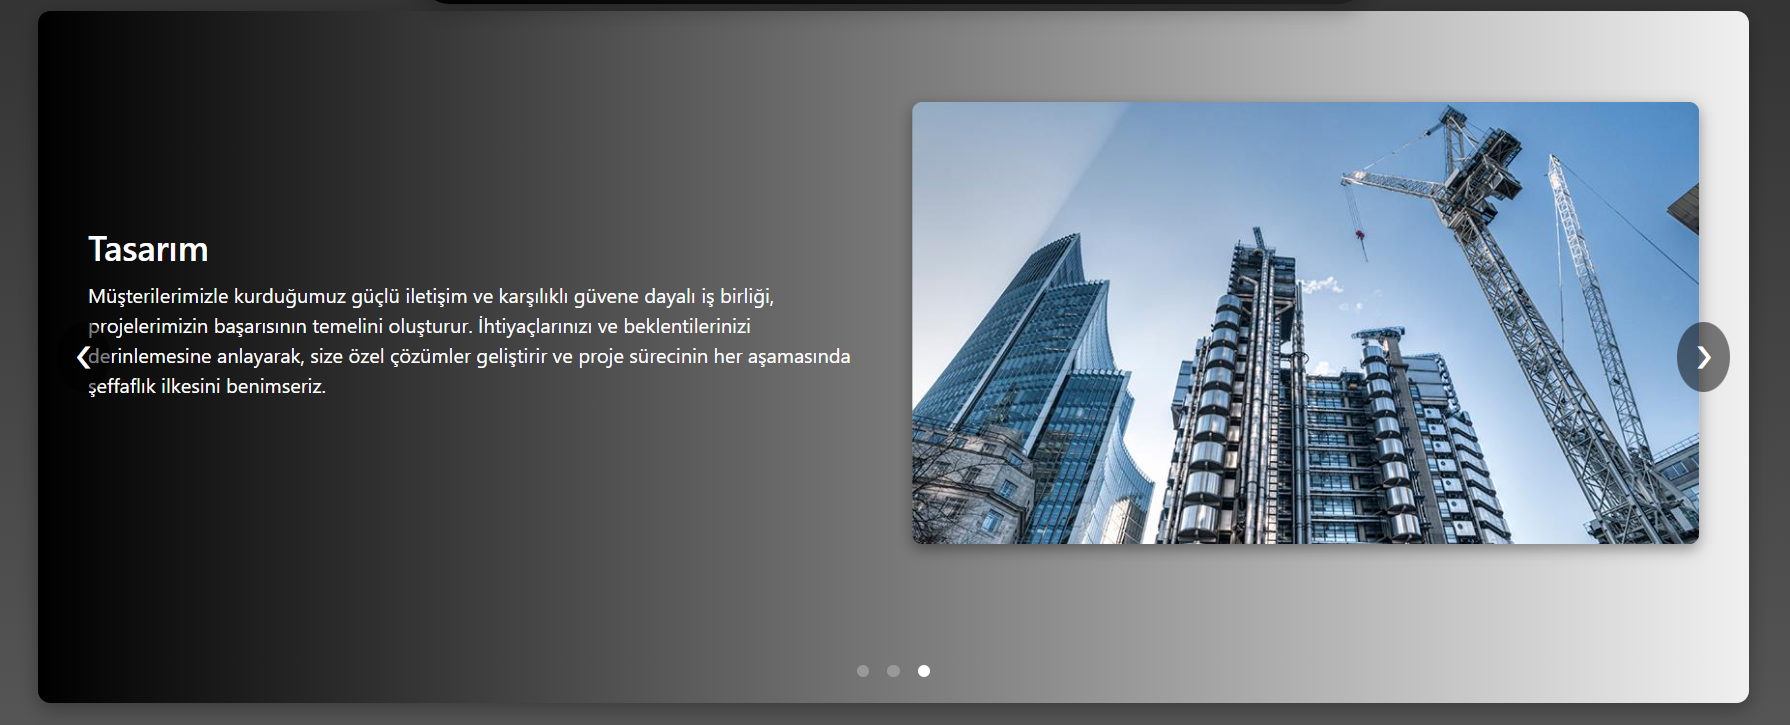 Tasarım
Müşterilerimizle kurduğumuz güçlü iletişim ve karşılıklı güvene dayalı iş birliği,
projelerimizin başarısının temelini oluşturur. İhtiyaçlarınızı ve beklentilerinizi
derinlemesine anlayarak, size özel çözümler geliştirir ve proje sürecinin her aşamasında
şeffaflık ilkesini benimseriz.